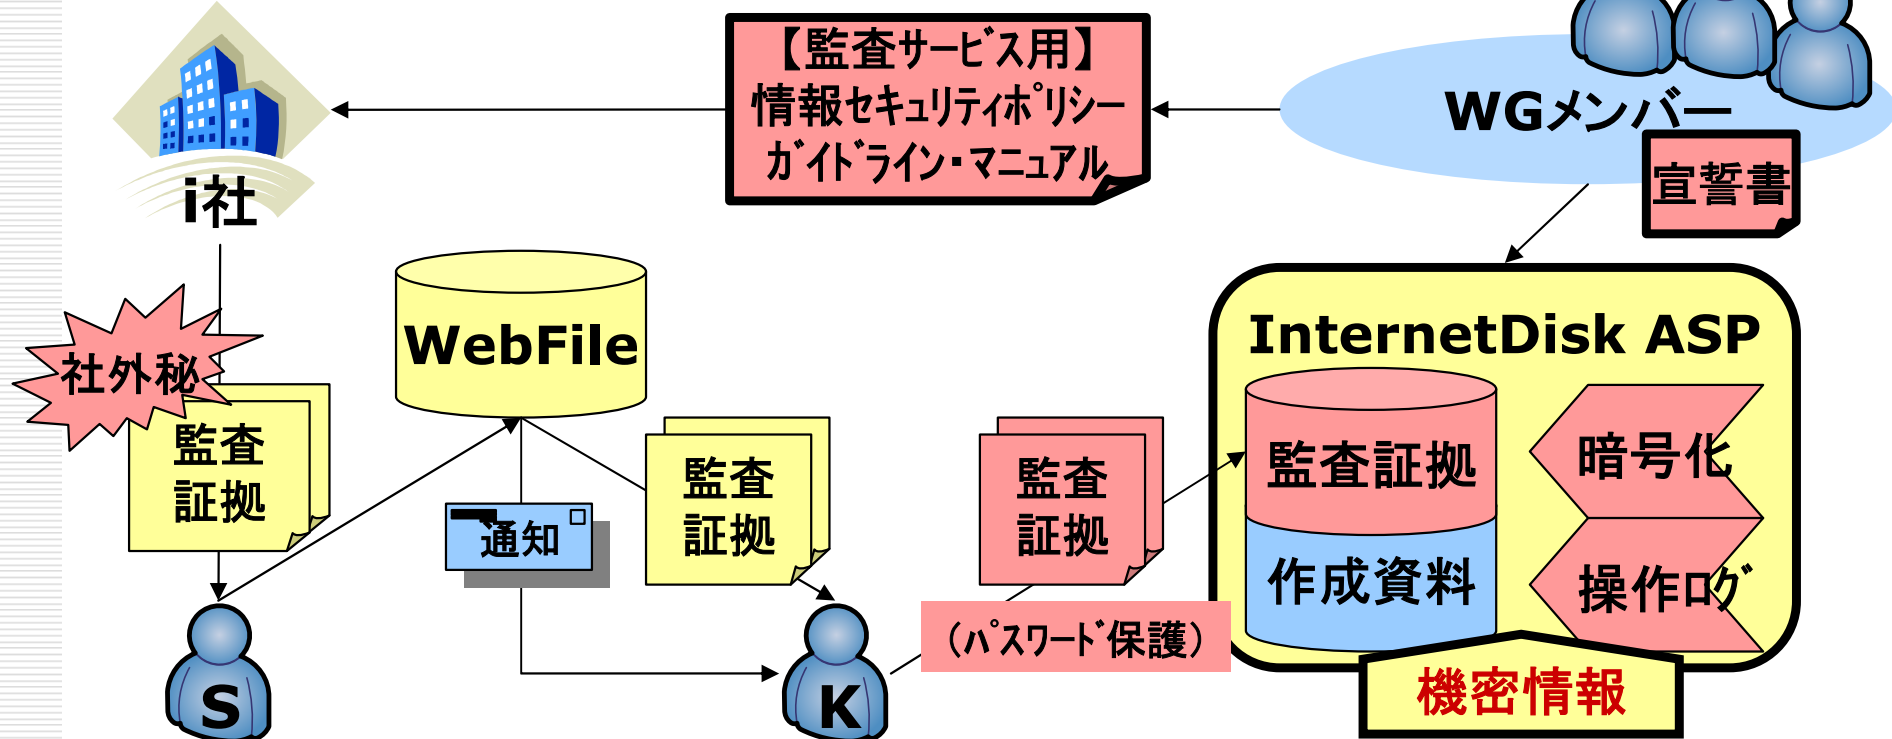 【監査ｻｰﾋﾞｽ用】
情報ｾｷｭﾘﾃｨﾎﾟﾘｼｰ
ｶﾞｲﾄﾞﾗｲﾝ・ﾏﾆｭｱﾙ
WGメンバー
宣誓書
i社
社外秘
監査
証拠
WebFile
通知
監査
証拠
監査
証拠
(ﾊﾟｽﾜｰﾄﾞ保護)
InternetDisk ASP
監査証拠
作成資料
暗号化
操作ﾛｸﾞ
機密情報
S
K